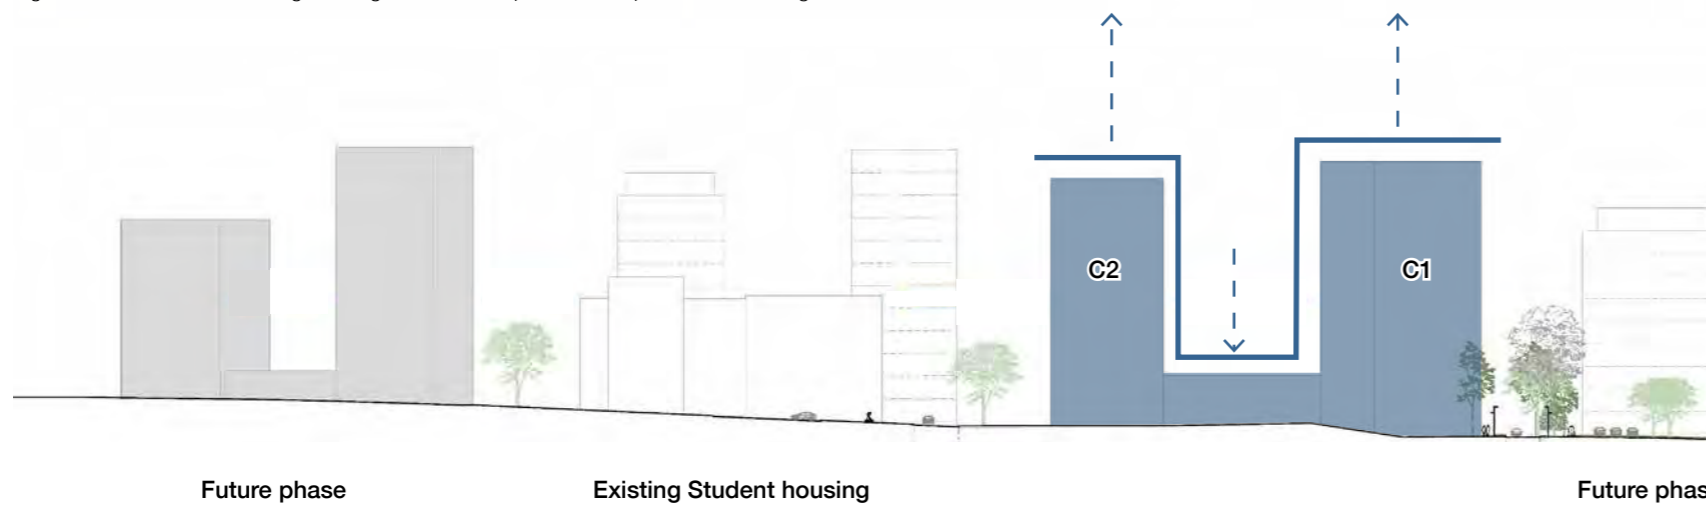 C2
C1
Future phase
Existing Student housing
Future phas